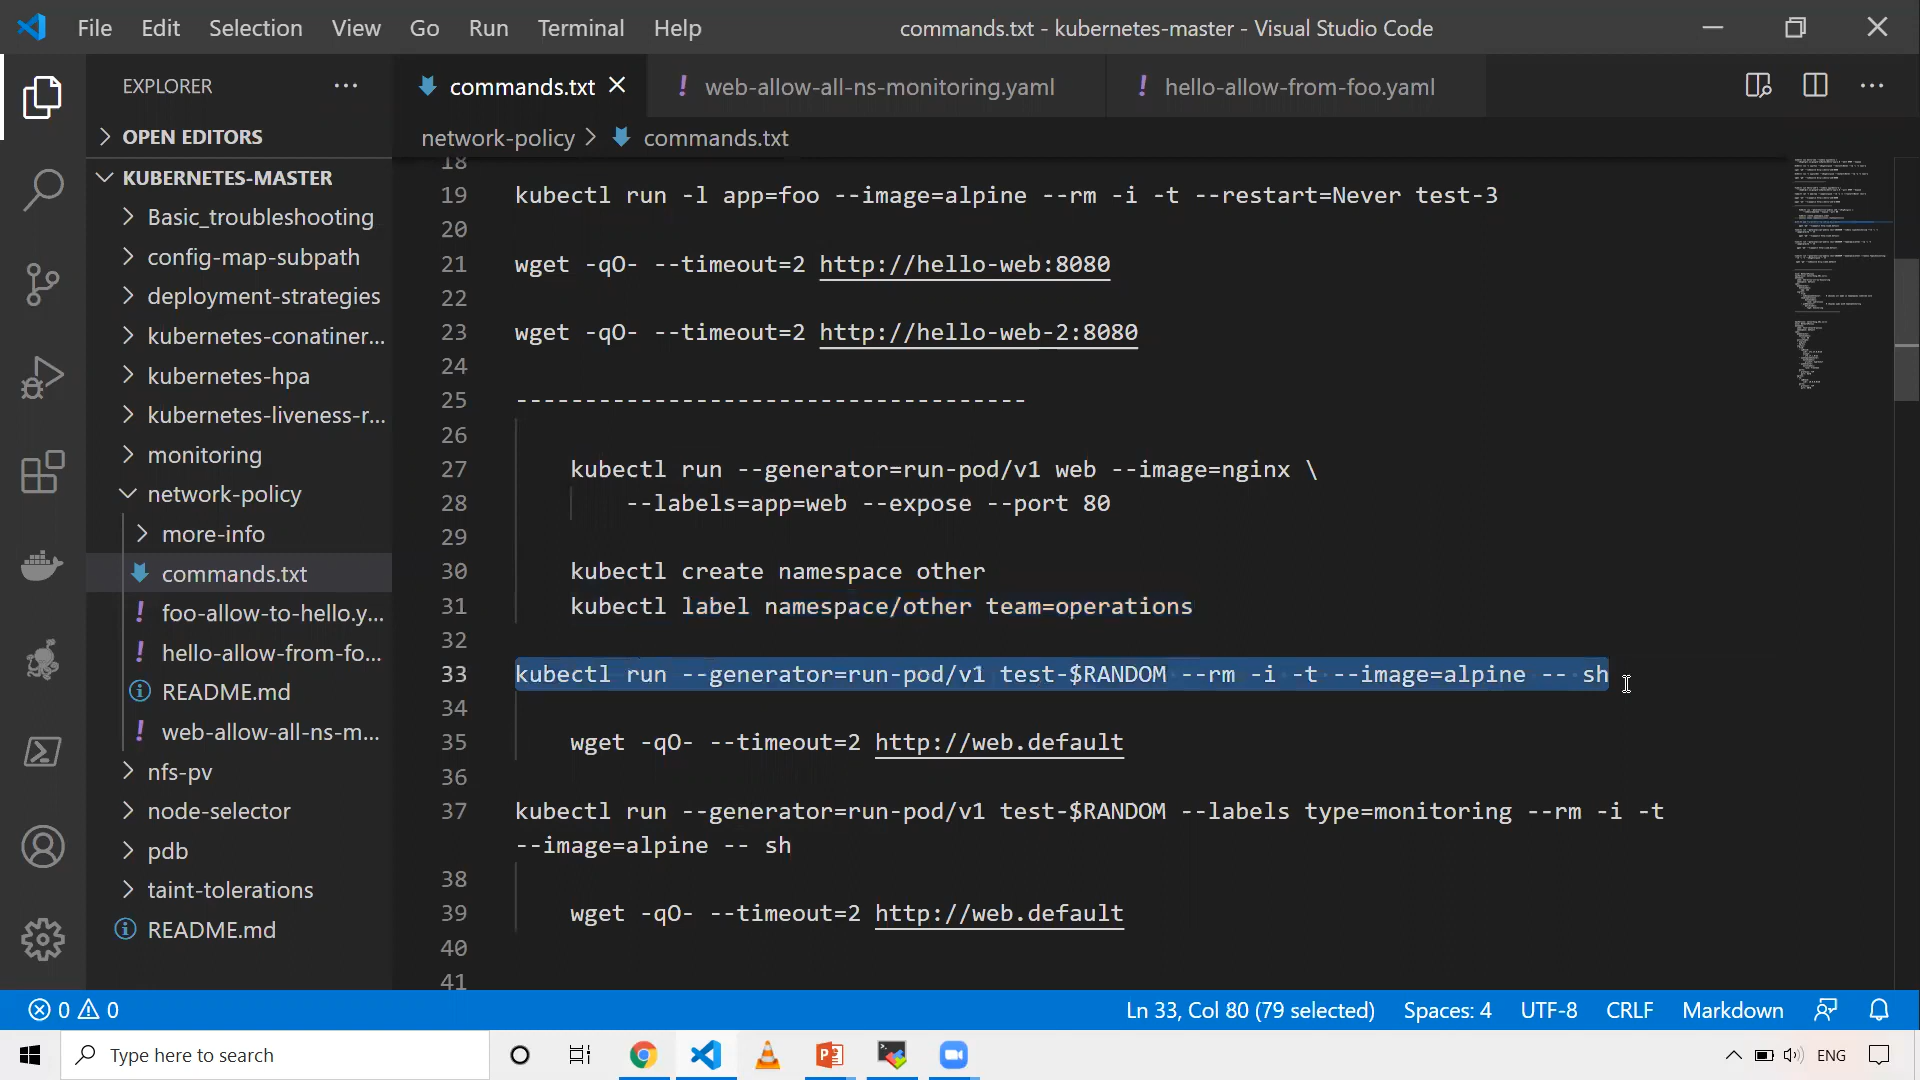 File Edit Selection View Go Run Terminal Help
commands.txt - kubernetes-master - Visual Studio Code
EXPLORER
commands.txt
web-allow-all-ns-monitoring.yaml
hello-allow-from-foo.yaml
OPEN EDITORS
network-policy > commands.txt
KUBERNETES-MASTER
Basic_troubleshooting
config-map-subpath
deployment-strategies
kubernetes-conatiner...
kubernetes-hpa
kubernetes-liveness-r...
monitoring
network-policy
more-info
commands.txt
foo-allow-to-hello.y...
hello-allow-from-fo...
README.md
web-allow-all-ns-m...
nfs-pv
node-selector
pdb
taint-tolerations
README.md
18
19 kubectl run -l app=foo --image=alpine --rm -i -t --restart=Never test-3
20
21 wget -qO- --timeout=2 http://hello-web:8080
22
23 wget -qO- --timeout=2 http://hello-web-2:8080
24
25 -------------------------------------
26
27 kubectl run --generator=run-pod/v1 web --image=nginx \
28 --labels=app=web --expose --port 80
29
30 kubectl create namespace other
31 kubectl label namespace/other team=operations
32
33 kubectl run --generator=run-pod/v1 test-$RANDOM --rm -i -t --image=alpine -- sh
34
35 wget -qO- --timeout=2 http://web.default
36
37 kubectl run --generator=run-pod/v1 test-$RANDOM --labels type=monitoring --rm -i -t
--image=alpine -- sh
38
39 wget -qO- --timeout=2 http://web.default
40
41
0 0
Ln 33, Col 80 (79 selected) Spaces: 4 UTF-8 CRLF Markdown
Type here to search
ENG